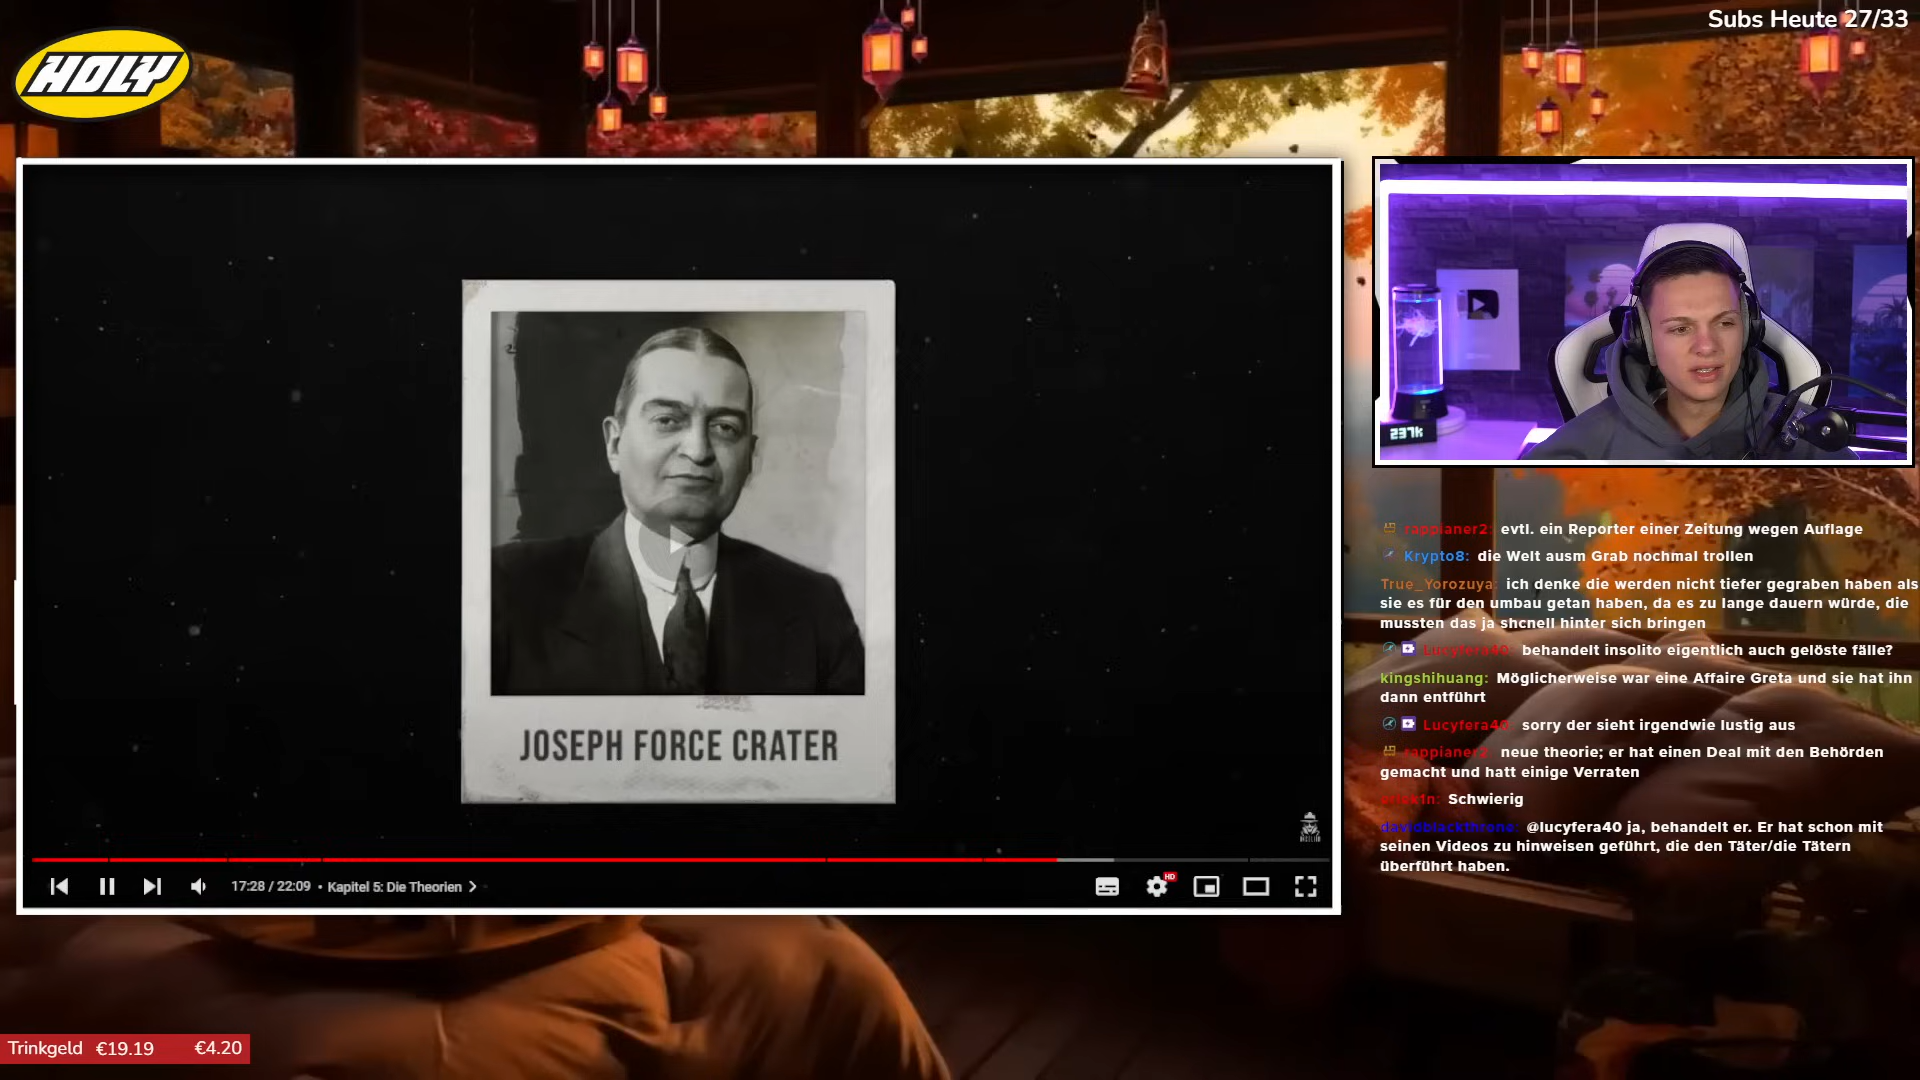 Subs Heute 27/33
HOLY
JOSEPH FORCE CRATER
INSOLITO
17:28 / 22:09 • Kapitel 5: Die Theorien
HD
237k
rappianer2: evtl. ein Reporter einer Zeitung wegen Auflage
Krypto8: die Welt ausm Grab nochmal trollen
True_Yorozuya: ich denke die werden nicht tiefer gegraben haben als
sie es für den umbau getan haben, da es zu lange dauern würde, die
mussten das ja shcnell hinter sich bringen
Lucyfera40: behandelt insolito eigentlich auch gelöste fälle?
kingshihuang: Möglicherweise war eine Affaire Greta und sie hat ihn
dann entführt
Lucyfera40: sorry der sieht irgendwie lustig aus
rappianer2: neue theorie; er hat einen Deal mit den Behörden
gemacht und hatt einige Verraten
Schwierig
davidblackthrone: @lucyfera40 ja, behandelt er. Er hat schon mit
seinen Videos zu hinweisen geführt, die den Täter/die Tätern
überführt haben.
Trinkgeld €19.19 €4.20